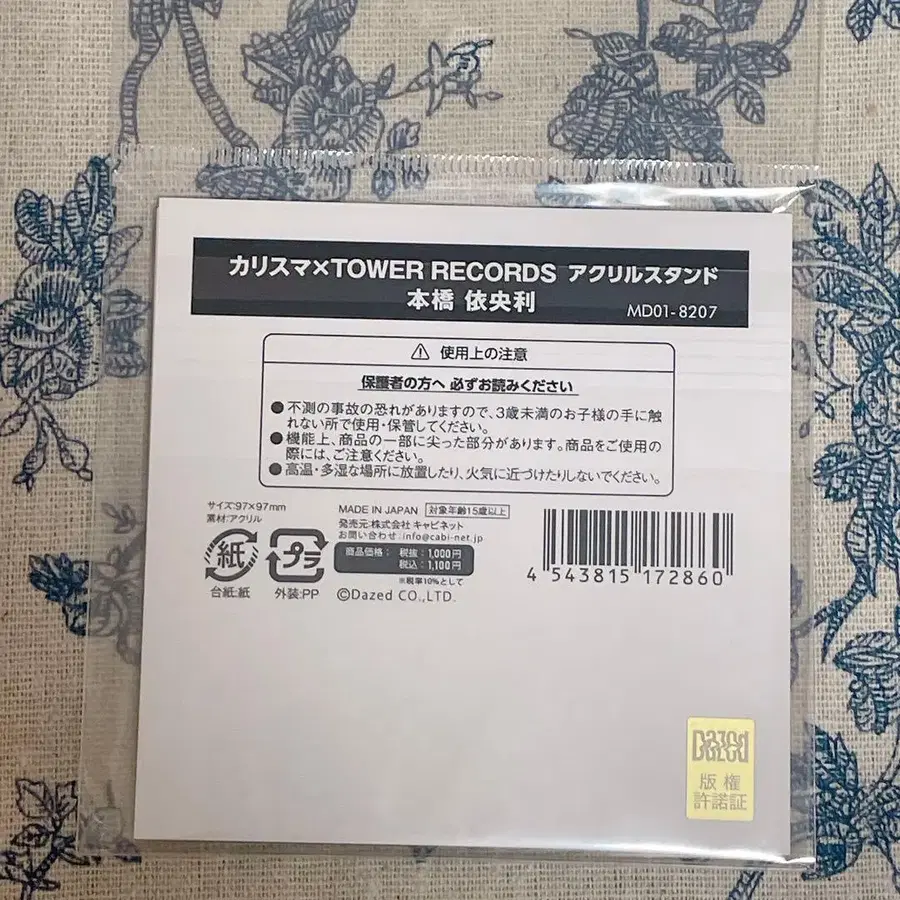 カリスマ×TOWER RECORDS アクリルスタンド
本橋 依央利
MD01-8207
⚠ 使用上の注意
保護者の方へ 必ずお読みください
●不測の事故の恐れがありますので、3歳未満のお子様の手に触
れない所で使用・保管してください。
●機能上、商品の一部に尖った部分があります。商品をご使用の
際には、ご注意ください。
●高温・多湿な場所に放置したり、火気に近づけたりしないでください。
サイズ:97×97mm
素材:アクリル
紙
台紙:紙
プラ
外装:PP
MADE IN JAPAN 対象年齢15歳以上
発売元:株式会社 キャビネット
お問い合わせ:info@cabi-net.jp
商品価格: 税抜:1,000円
税込:1,100円
※税率10%として
©Dazed CO.,LTD.
4 543815 172860
Dazed
版権
許諾証